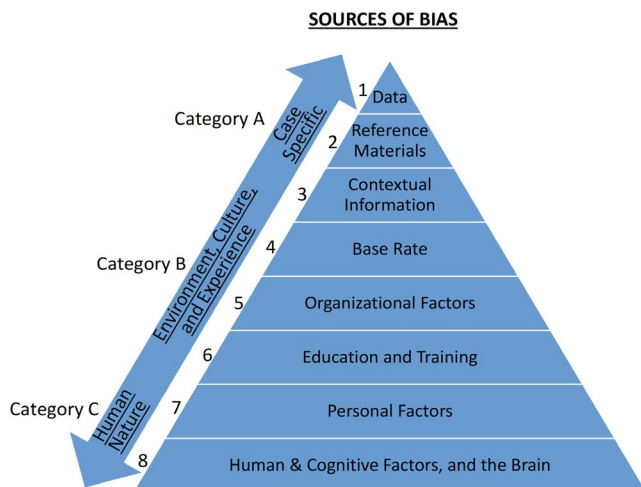 SOURCES OF BIAS
Category A
Case
Specific
Category B
Environment, Culture,
and Experience
Category C
Human
Nature
1
Data
2
Reference
Materials
3
Contextual
Information
4
Base Rate
5
Organizational Factors
6
Education and Training
7
Personal Factors
8
Human & Cognitive Factors, and the Brain